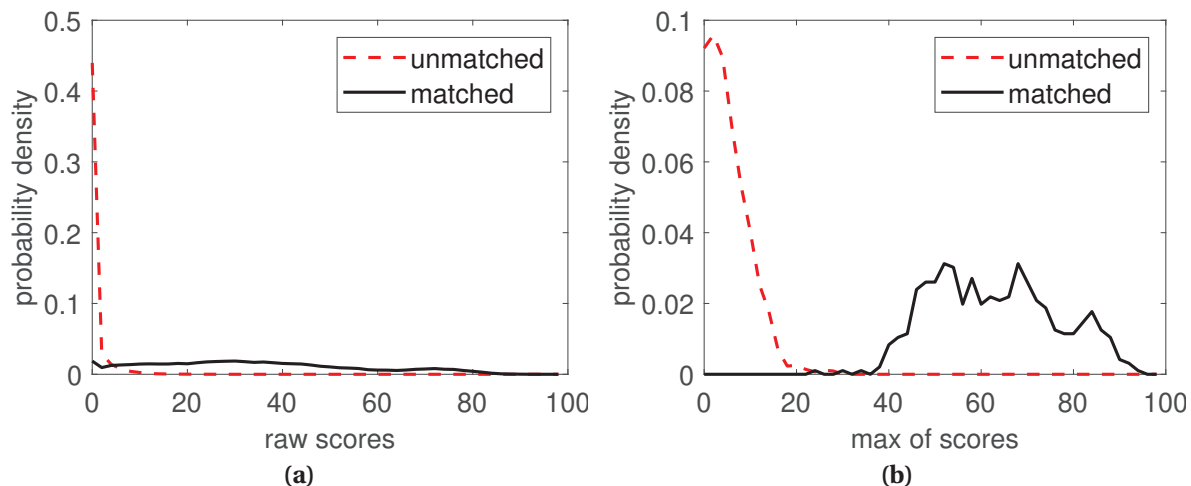 0.5
0.4
0.3
0.2
0.1
0
probability density
0 20 40 60 80 100
raw scores
unmatched
matched
(a)
0.1
0.08
0.06
0.04
0.02
0
probability density
0 20 40 60 80 100
max of scores
unmatched
matched
(b)